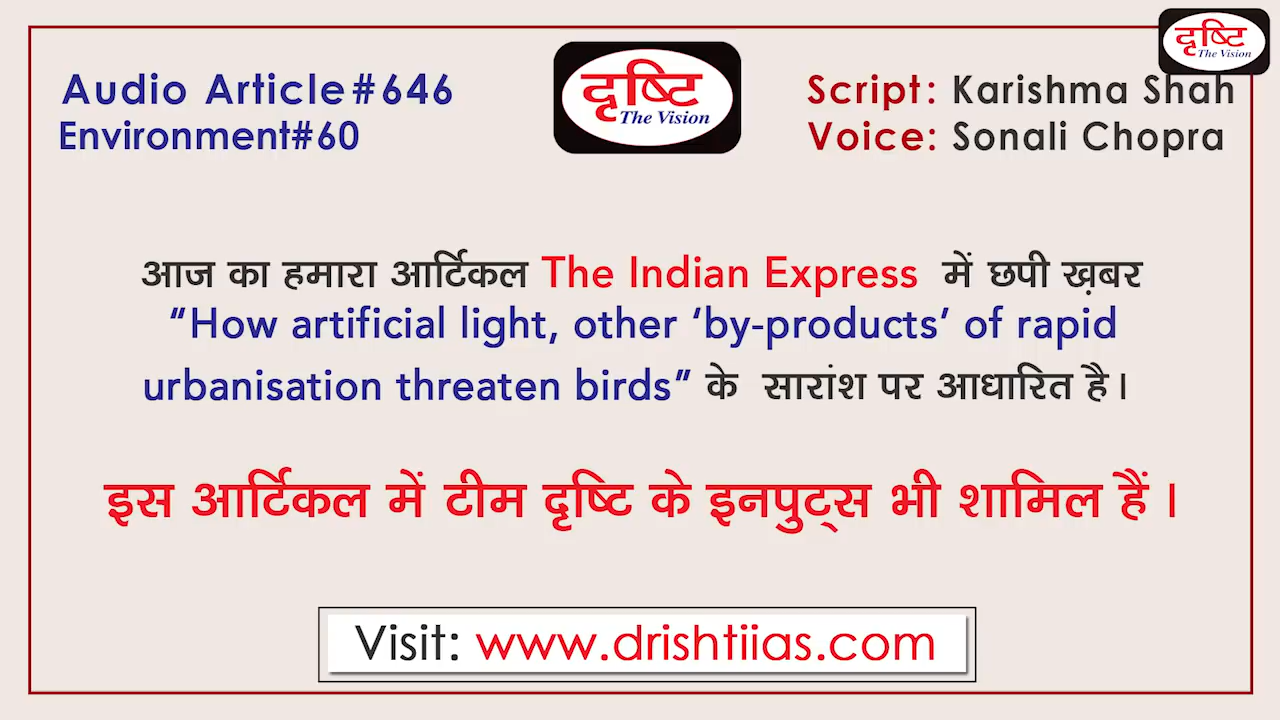 दृष्टि
The Vision
Audio Article#646
Environment#60
दृष्टि
The Vision
Script: Karishma Shah
Voice: Sonali Chopra
आज का हमारा आर्टिकल The Indian Express में छपी ख़बर
“How artificial light, other ‘by-products’ of rapid
urbanisation threaten birds” के सारांश पर आधारित है।
इस आर्टिकल में टीम दृष्टि के इनपुट्स भी शामिल हैं।
Visit: www.drishtiias.com